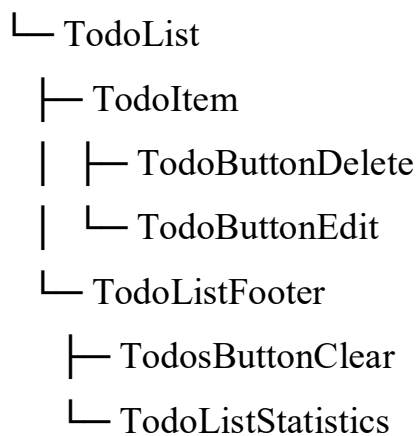 └─ TodoList
   ├─ TodoItem
   │  ├─ TodoButtonDelete
   │  └─ TodoButtonEdit
   └─ TodoListFooter
      ├─ TodosButtonClear
      └─ TodoListStatistics